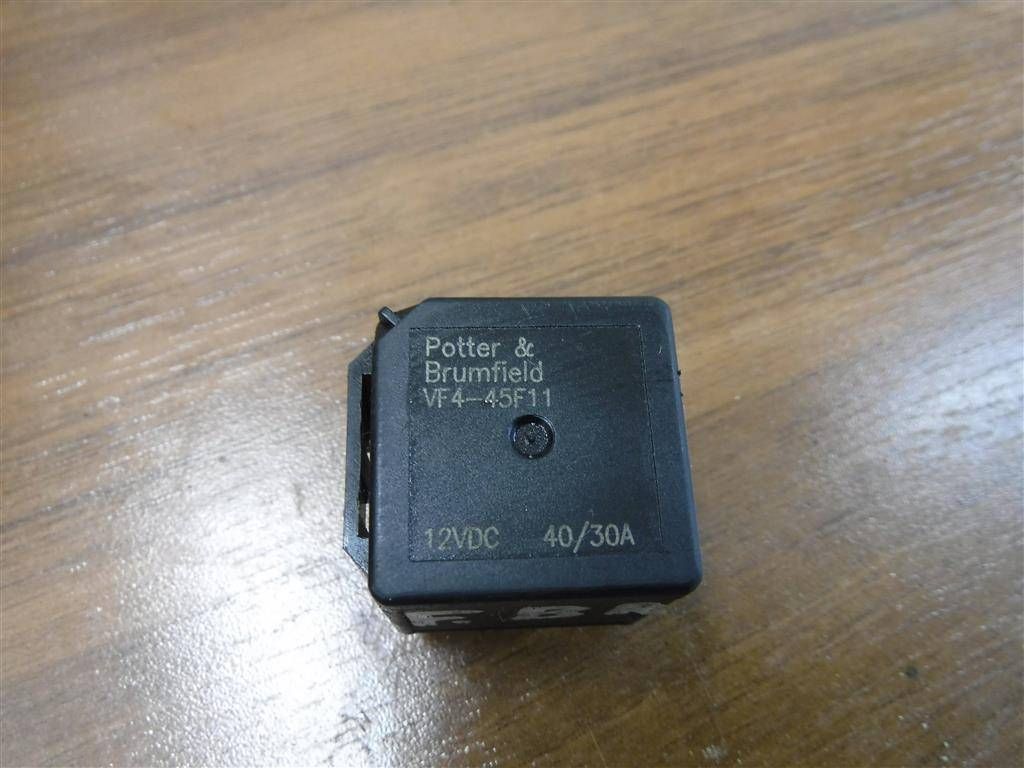 Potter &
Brumfield
VF4-45F11
12VDC 40/30A